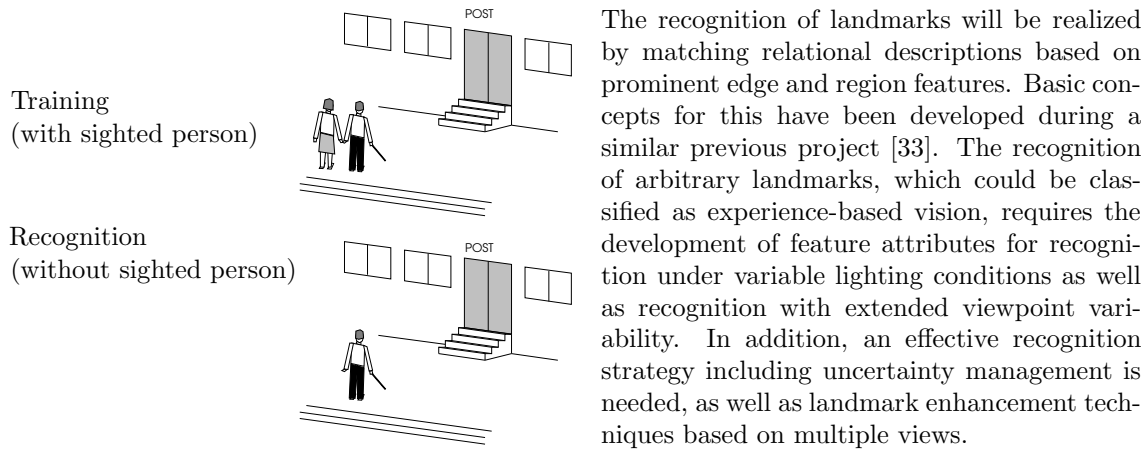 POST
Training
(with sighted person)
Recognition
(without sighted person)
POST
The recognition of landmarks will be realized
by matching relational descriptions based on
prominent edge and region features. Basic con-
cepts for this have been developed during a
similar previous project [33]. The recognition
of arbitrary landmarks, which could be clas-
sified as experience-based vision, requires the
development of feature attributes for recogni-
tion under variable lighting conditions as well
as recognition with extended viewpoint vari-
ability. In addition, an effective recognition
strategy including uncertainty management is
needed, as well as landmark enhancement tech-
niques based on multiple views.